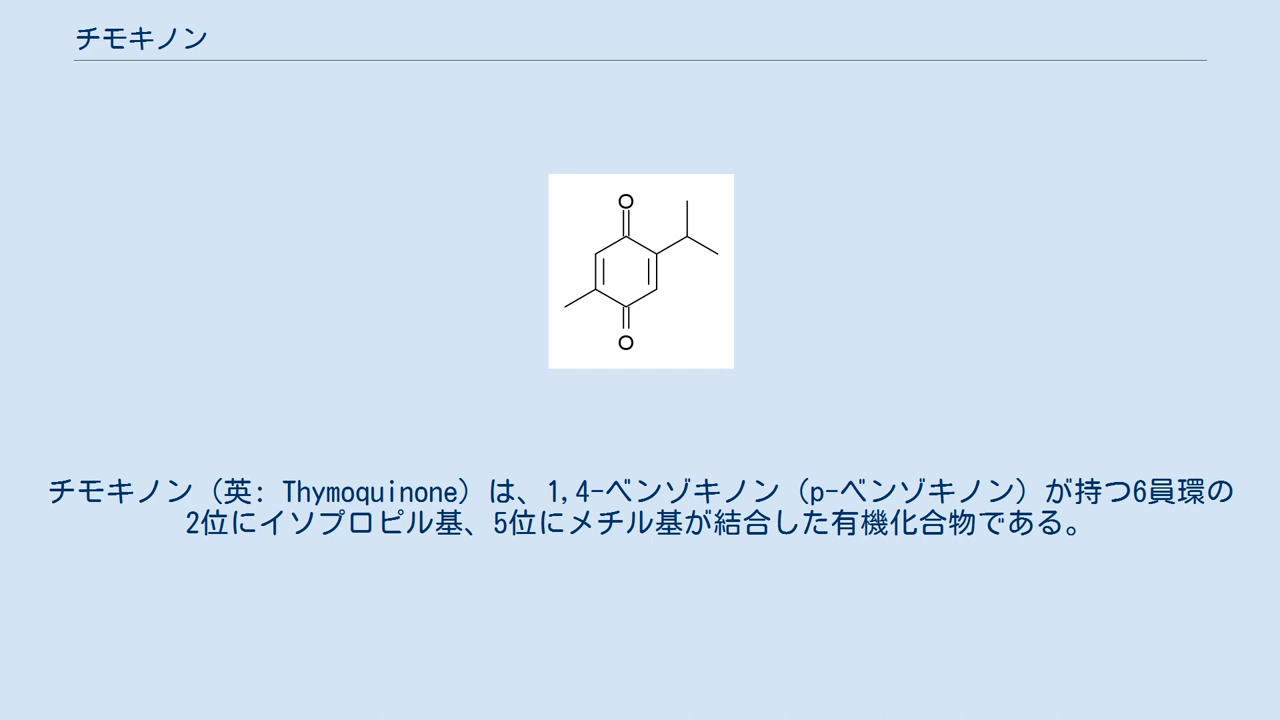 チモキノン
O
O
チモキノン（英: Thymoquinone）は、1,4-ベンゾキノン（p-ベンゾキノン）が持つ6員環の
2位にイソプロピル基、5位にメチル基が結合した有機化合物である。